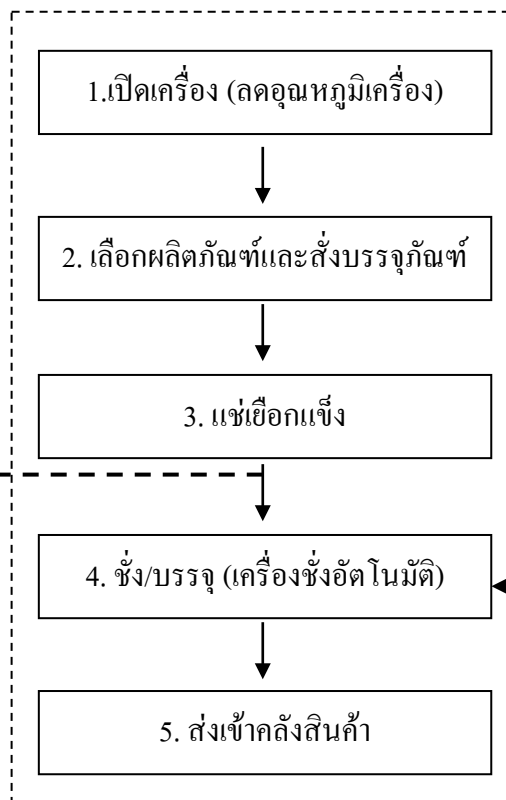 1.เปิดเครื่อง (ลดอุณหภูมิเครื่อง)
2. เลือกผลิตภัณฑ์และสั่งบรรจุภัณฑ์
3. แช่เยือกแข็ง
4. ชั่ง/บรรจุ (เครื่องชั่งอัตโนมัติ)
5. ส่งเข้าคลังสินค้า